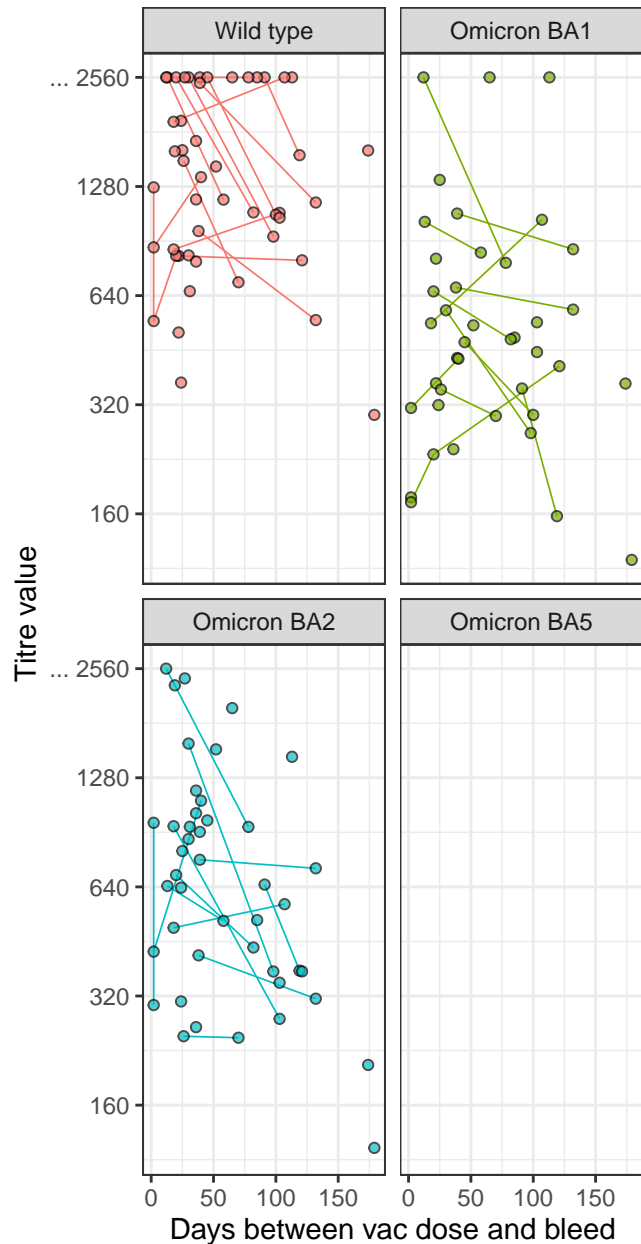 Wild type
Omicron BA1
... 2560
1280
640
320
160
Titre value
Omicron BA2
Omicron BA5
... 2560
1280
640
320
160
0 50 100 150
0 50 100 150
Days between vac dose and bleed